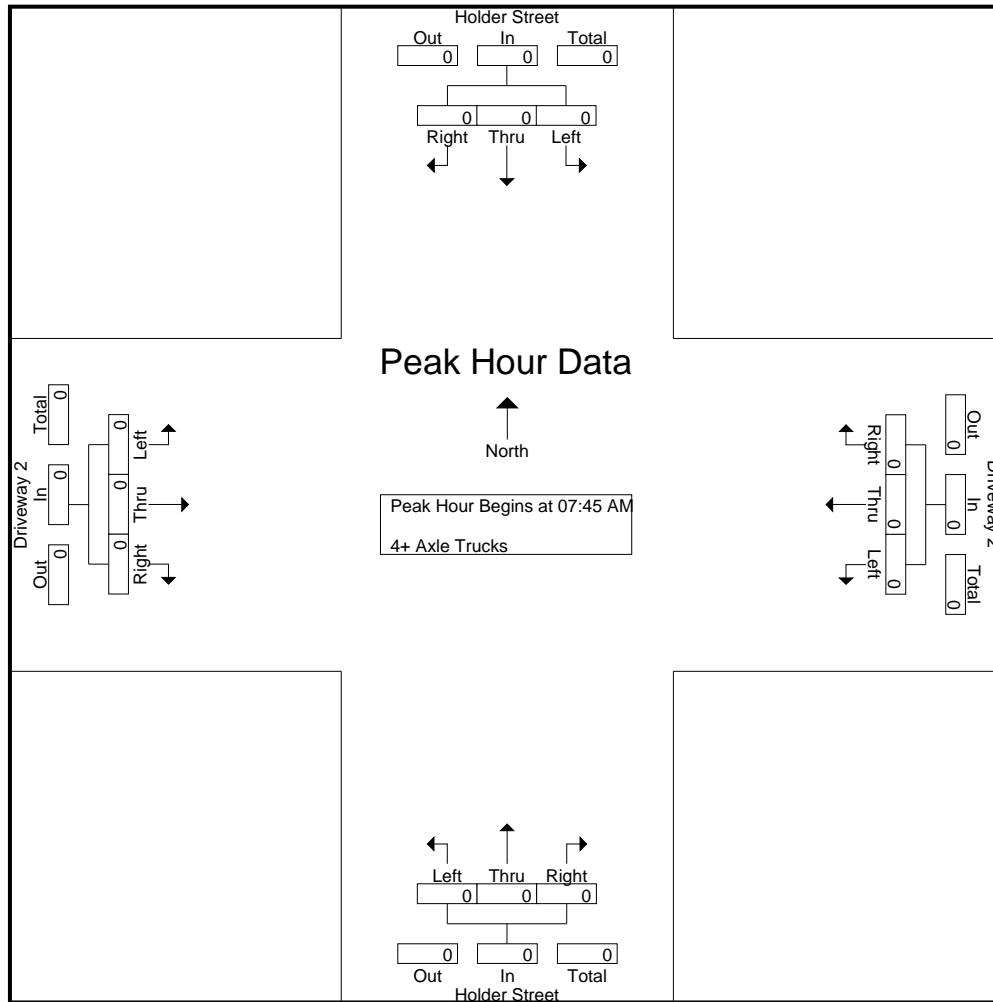 Holder Street
Out In Total
0 0 0
0 0 0
Right Thru Left
Peak Hour Data
North
Peak Hour Begins at 07:45 AM
4+ Axle Trucks
Driveway 2
Out In Total
0 0 0
Right Thru Left
0 0 0
Driveway 2
Total In Out
0 0 0
0 0 0
Left Thru Right
Left Thru Right
0 0 0
0 0 0
Out In Total
Holder Street